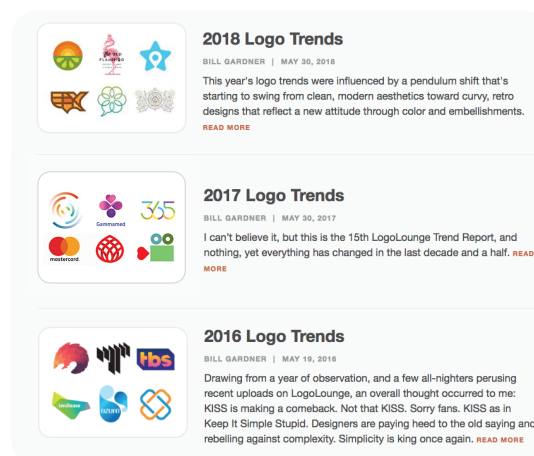 2018 Logo Trends
BILL GARDNER | MAY 30, 2018
This year's logo trends were influenced by a pendulum shift that's
starting to swing from clean, modern aesthetics toward curvy, retro
designs that reflect a new attitude through color and embellishments.
READ MORE
FLAMINGO
2017 Logo Trends
BILL GARDNER | MAY 30, 2017
I can't believe it, but this is the 15th LogoLounge Trend Report, and
nothing, yet everything has changed in the last decade and a half. READ
MORE
Gammamed
365
mastercard
2016 Logo Trends
BILL GARDNER | MAY 19, 2016
Drawing from a year of observation, and a few all-nighters perusing
recent uploads on LogoLounge, an overall thought occurred to me:
KISS is making a comeback. Not that KISS. Sorry fans. KISS as in
Keep It Simple Stupid. Designers are paying heed to the old saying and
rebelling against complexity. Simplicity is king once again. READ MORE
tbs